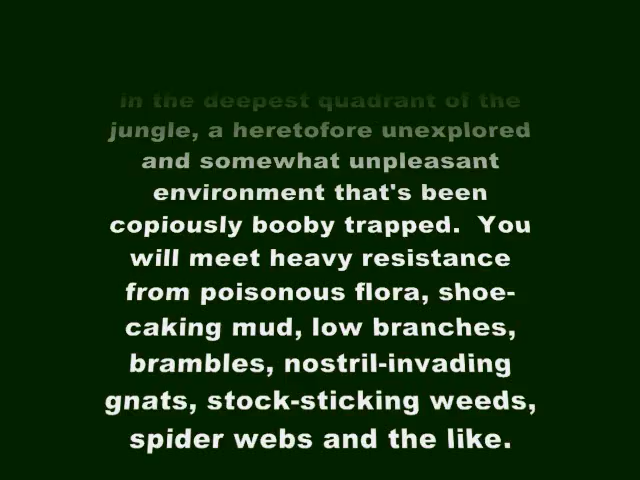 in the deepest quadrant of the
jungle, a heretofore unexplored
and somewhat unpleasant
environment that's been
copiously booby trapped.  You
will meet heavy resistance
from poisonous flora, shoe-
caking mud, low branches,
brambles, nostril-invading
gnats, stock-sticking weeds,
spider webs and the like.